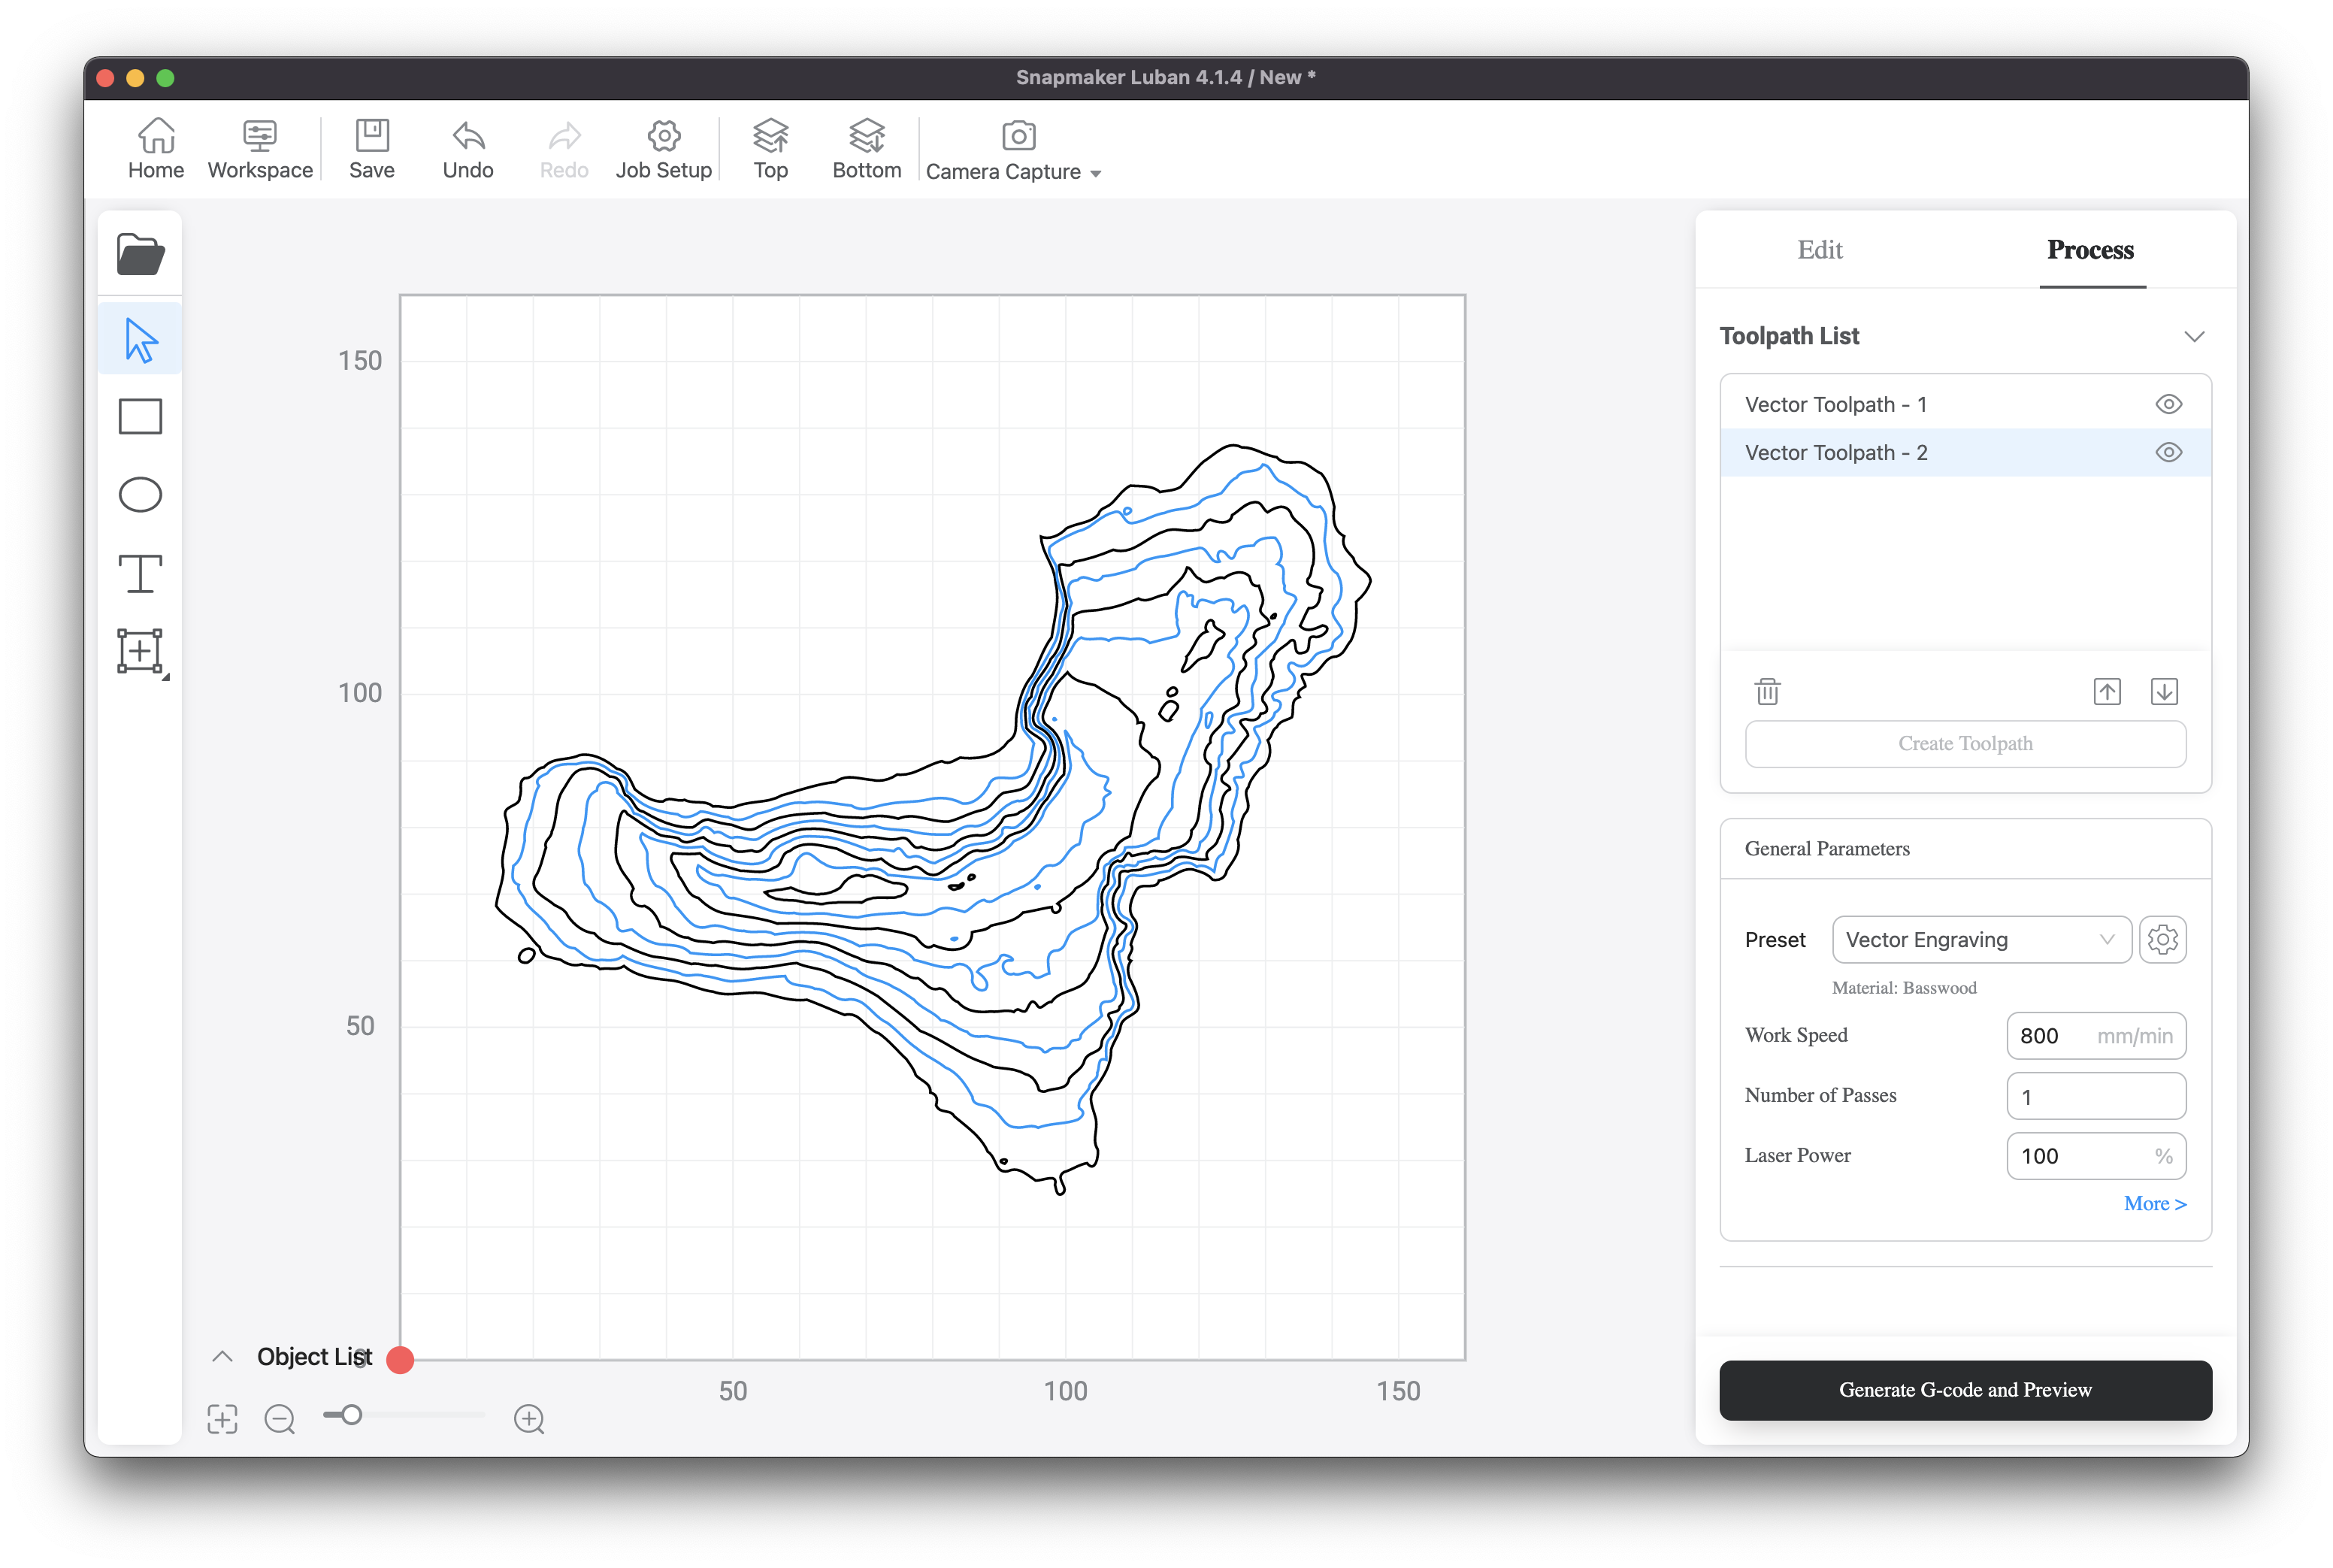 Snapmaker Luban 4.1.4 / New *
Home
Workspace
Save
Undo
Redo
Job Setup
Top
Bottom
Camera Capture
Edit
Process
Toolpath List
Vector Toolpath - 1
Vector Toolpath - 2
Create Toolpath
General Parameters
Preset
Vector Engraving
Material: Basswood
Work Speed
800 mm/min
Number of Passes
1
Laser Power
100 %
More >
Generate G-code and Preview
150
100
50
0
50
100
150
Object List